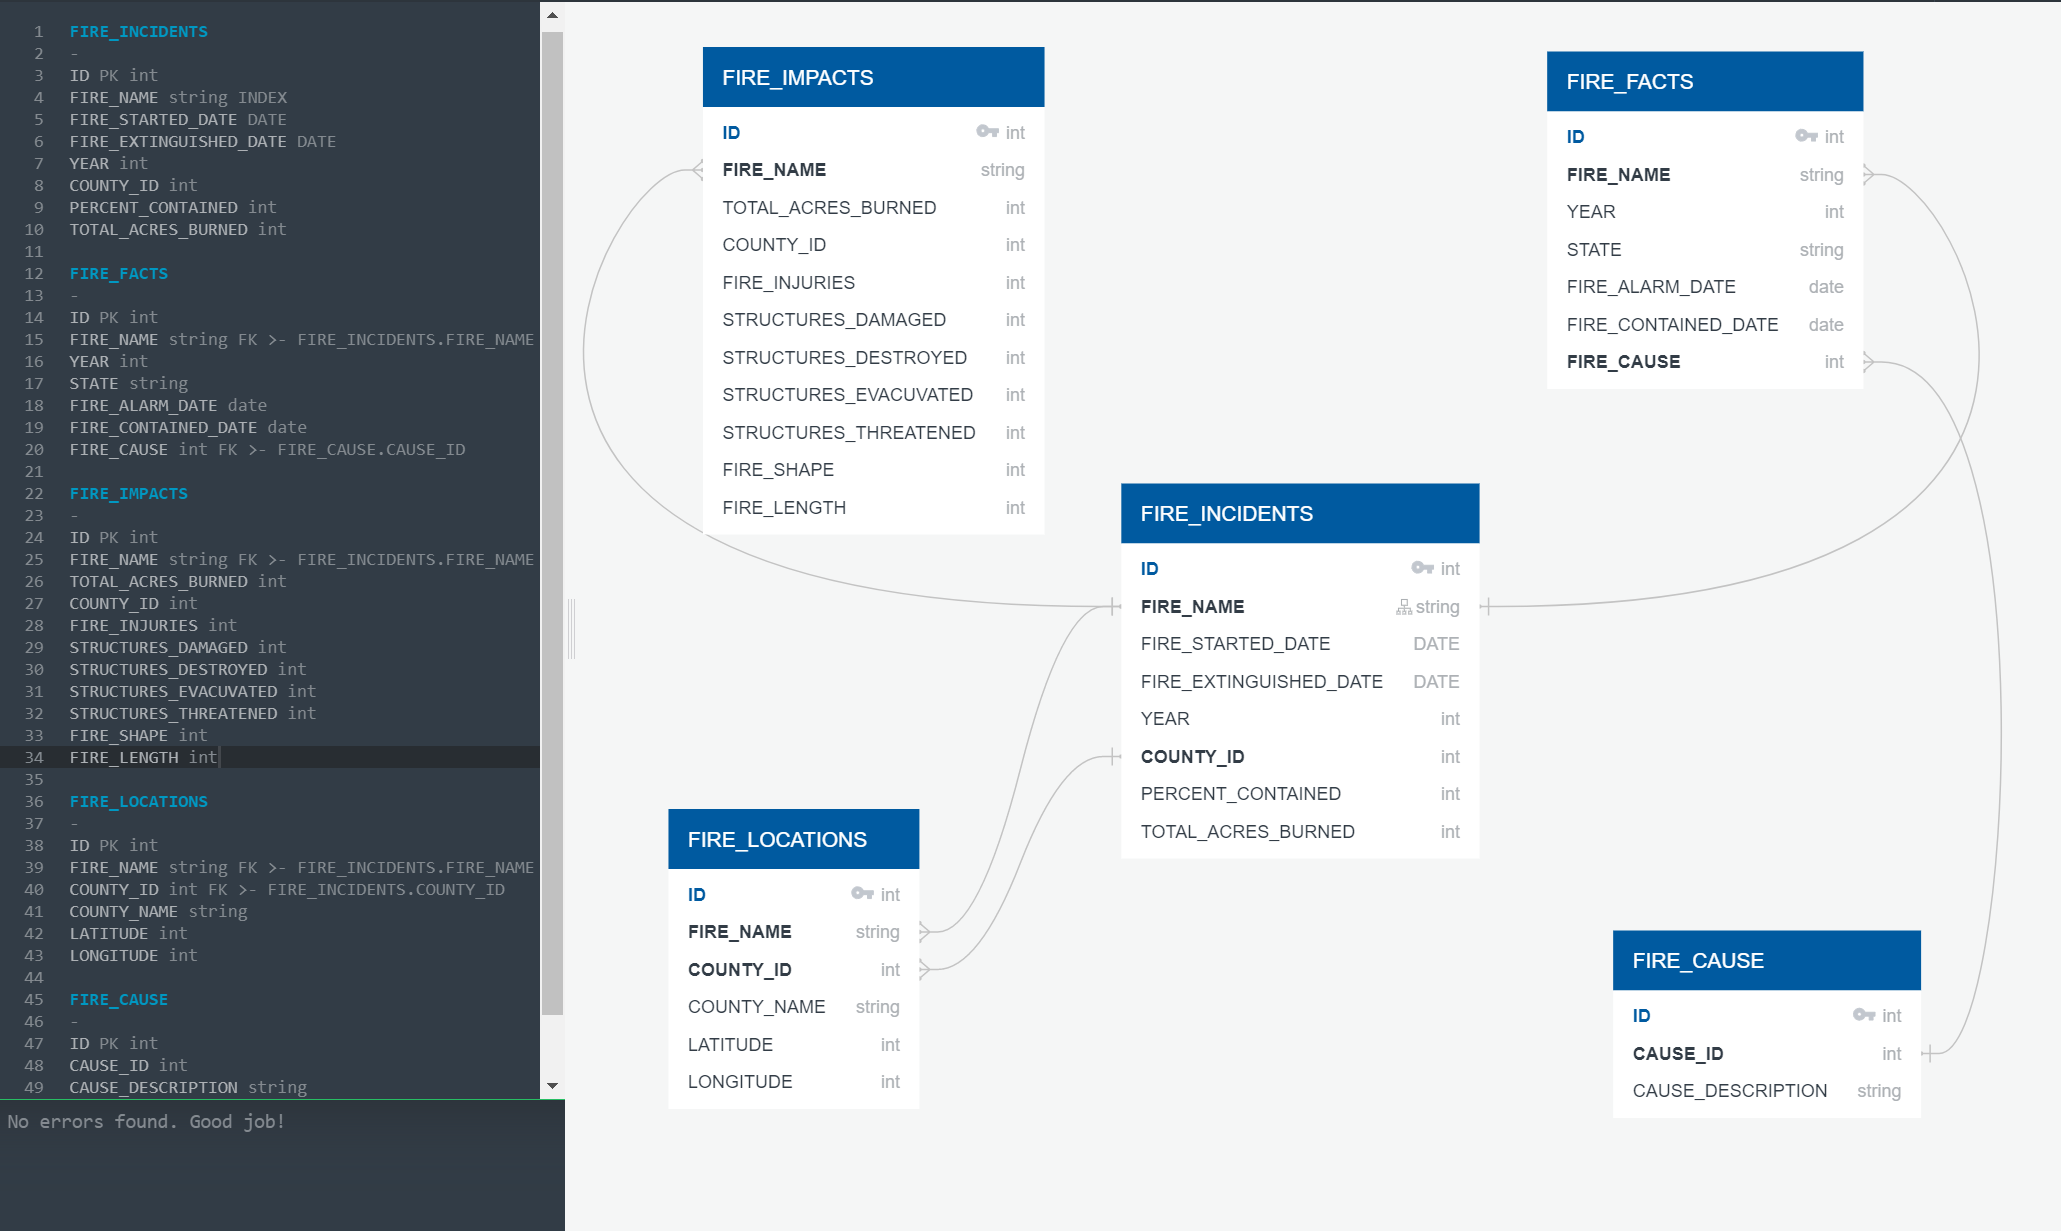 1 FIRE_INCIDENTS
2 -
3 ID PK int
4 FIRE_NAME string INDEX
5 FIRE_STARTED_DATE DATE
6 FIRE_EXTINGUISHED_DATE DATE
7 YEAR int
8 COUNTY_ID int
9 PERCENT_CONTAINED int
10 TOTAL_ACRES_BURNED int
11
12 FIRE_FACTS
13 -
14 ID PK int
15 FIRE_NAME string FK >- FIRE_INCIDENTS.FIRE_NAME
16 YEAR int
17 STATE string
18 FIRE_ALARM_DATE date
19 FIRE_CONTAINED_DATE date
20 FIRE_CAUSE int FK >- FIRE_CAUSE.CAUSE_ID
21
22 FIRE_IMPACTS
23 -
24 ID PK int
25 FIRE_NAME string FK >- FIRE_INCIDENTS.FIRE_NAME
26 TOTAL_ACRES_BURNED int
27 COUNTY_ID int
28 FIRE_INJURIES int
29 STRUCTURES_DAMAGED int
30 STRUCTURES_DESTROYED int
31 STRUCTURES_EVACUVATED int
32 STRUCTURES_THREATENED int
33 FIRE_SHAPE int
34 FIRE_LENGTH int
35
36 FIRE_LOCATIONS
37 -
38 ID PK int
39 FIRE_NAME string FK >- FIRE_INCIDENTS.FIRE_NAME
40 COUNTY_ID int FK >- FIRE_INCIDENTS.COUNTY_ID
41 COUNTY_NAME string
42 LATITUDE int
43 LONGITUDE int
44
45 FIRE_CAUSE
46 -
47 ID PK int
48 CAUSE_ID int
49 CAUSE_DESCRIPTION string
No errors found. Good job!
FIRE_IMPACTS
ID int
FIRE_NAME string
TOTAL_ACRES_BURNED int
COUNTY_ID int
FIRE_INJURIES int
STRUCTURES_DAMAGED int
STRUCTURES_DESTROYED int
STRUCTURES_EVACUVATED int
STRUCTURES_THREATENED int
FIRE_SHAPE int
FIRE_LENGTH int
FIRE_FACTS
ID int
FIRE_NAME string
YEAR int
STATE string
FIRE_ALARM_DATE date
FIRE_CONTAINED_DATE date
FIRE_CAUSE int
FIRE_INCIDENTS
ID int
FIRE_NAME string
FIRE_STARTED_DATE DATE
FIRE_EXTINGUISHED_DATE DATE
YEAR int
COUNTY_ID int
PERCENT_CONTAINED int
TOTAL_ACRES_BURNED int
FIRE_LOCATIONS
ID int
FIRE_NAME string
COUNTY_ID int
COUNTY_NAME string
LATITUDE int
LONGITUDE int
FIRE_CAUSE
ID int
CAUSE_ID int
CAUSE_DESCRIPTION string